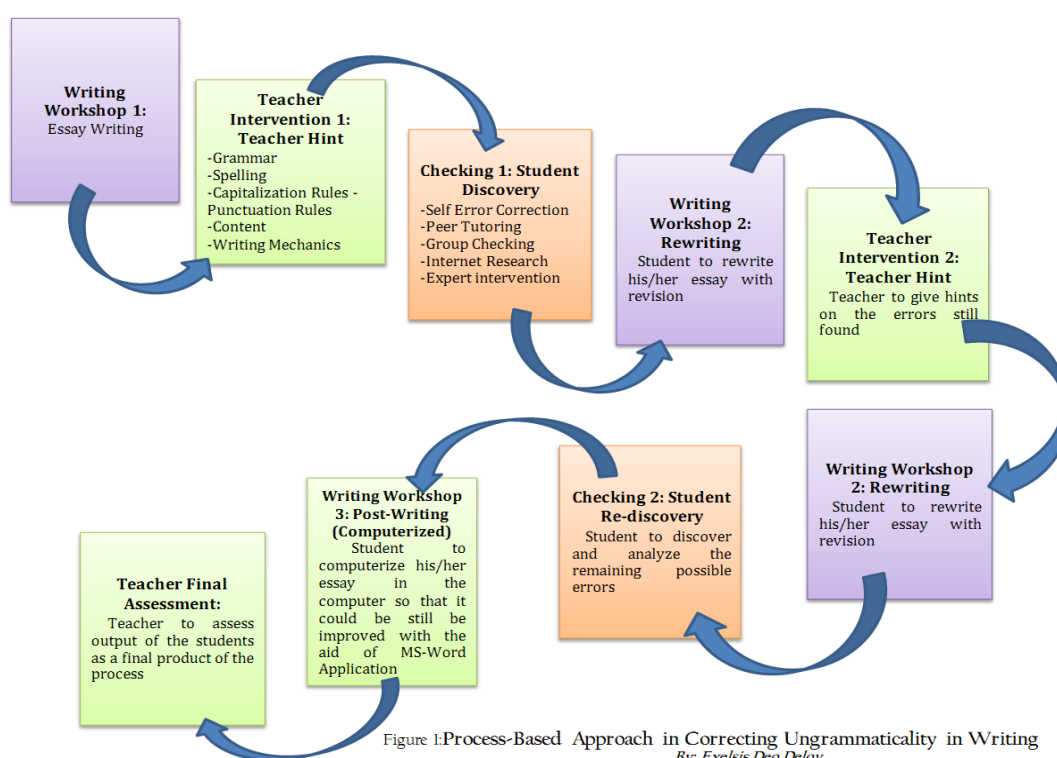 Writing
Workshop 1:
Essay Writing
Teacher
Intervention 1:
Teacher Hint
-Grammar
-Spelling
-Capitalization Rules -
Punctuation Rules
-Content
-Writing Mechanics
Checking 1: Student
Discovery
-Self Error Correction
-Peer Tutoring
-Group Checking
-Internet Research
-Expert intervention
Writing
Workshop 2:
Rewriting
Student to rewrite
his/her essay with
revision
Teacher
Intervention 2:
Teacher Hint
Teacher to give hints
on the errors still
found
Writing Workshop
2: Rewriting
Student to rewrite
his/her essay with
revision
Checking 2: Student
Re-discovery
Student to discover
and analyze the
remaining possible
errors
Writing Workshop
3: Post-Writing
(Computerized)
Student to
computerize his/her
essay in the
computer so that it
could be still be
improved with the
aid of MS-Word
Application
Teacher Final
Assessment:
Teacher to assess
output of the students
as a final product of the
process
Figure 1:Process-Based Approach in Correcting Ungrammaticality in Writing
By: Exelsis Deo Deloy